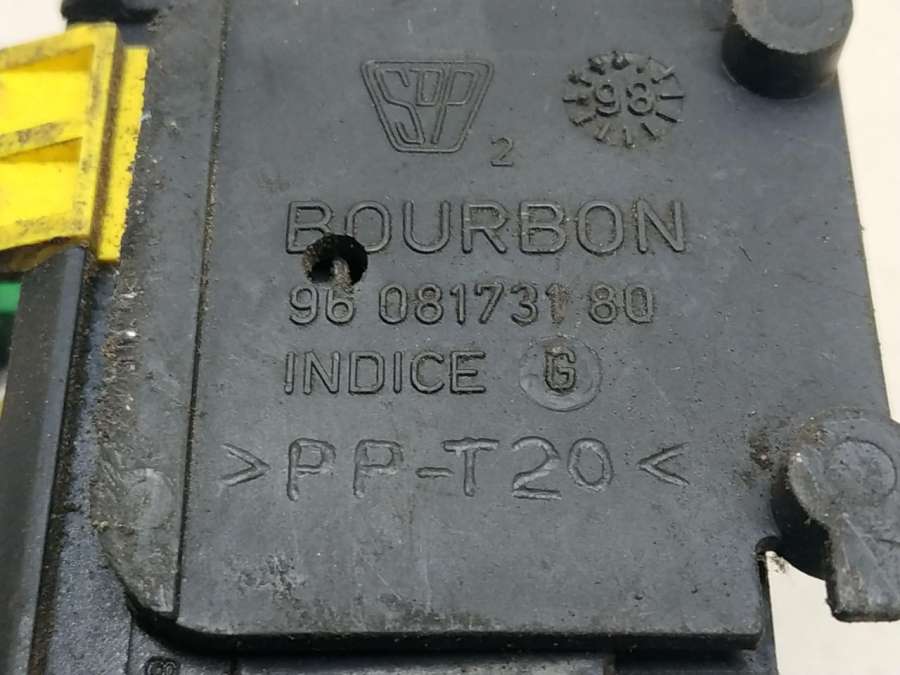 SOP
98
2
BOURBON
96 081731 80
INDICE G
>PP-T20<